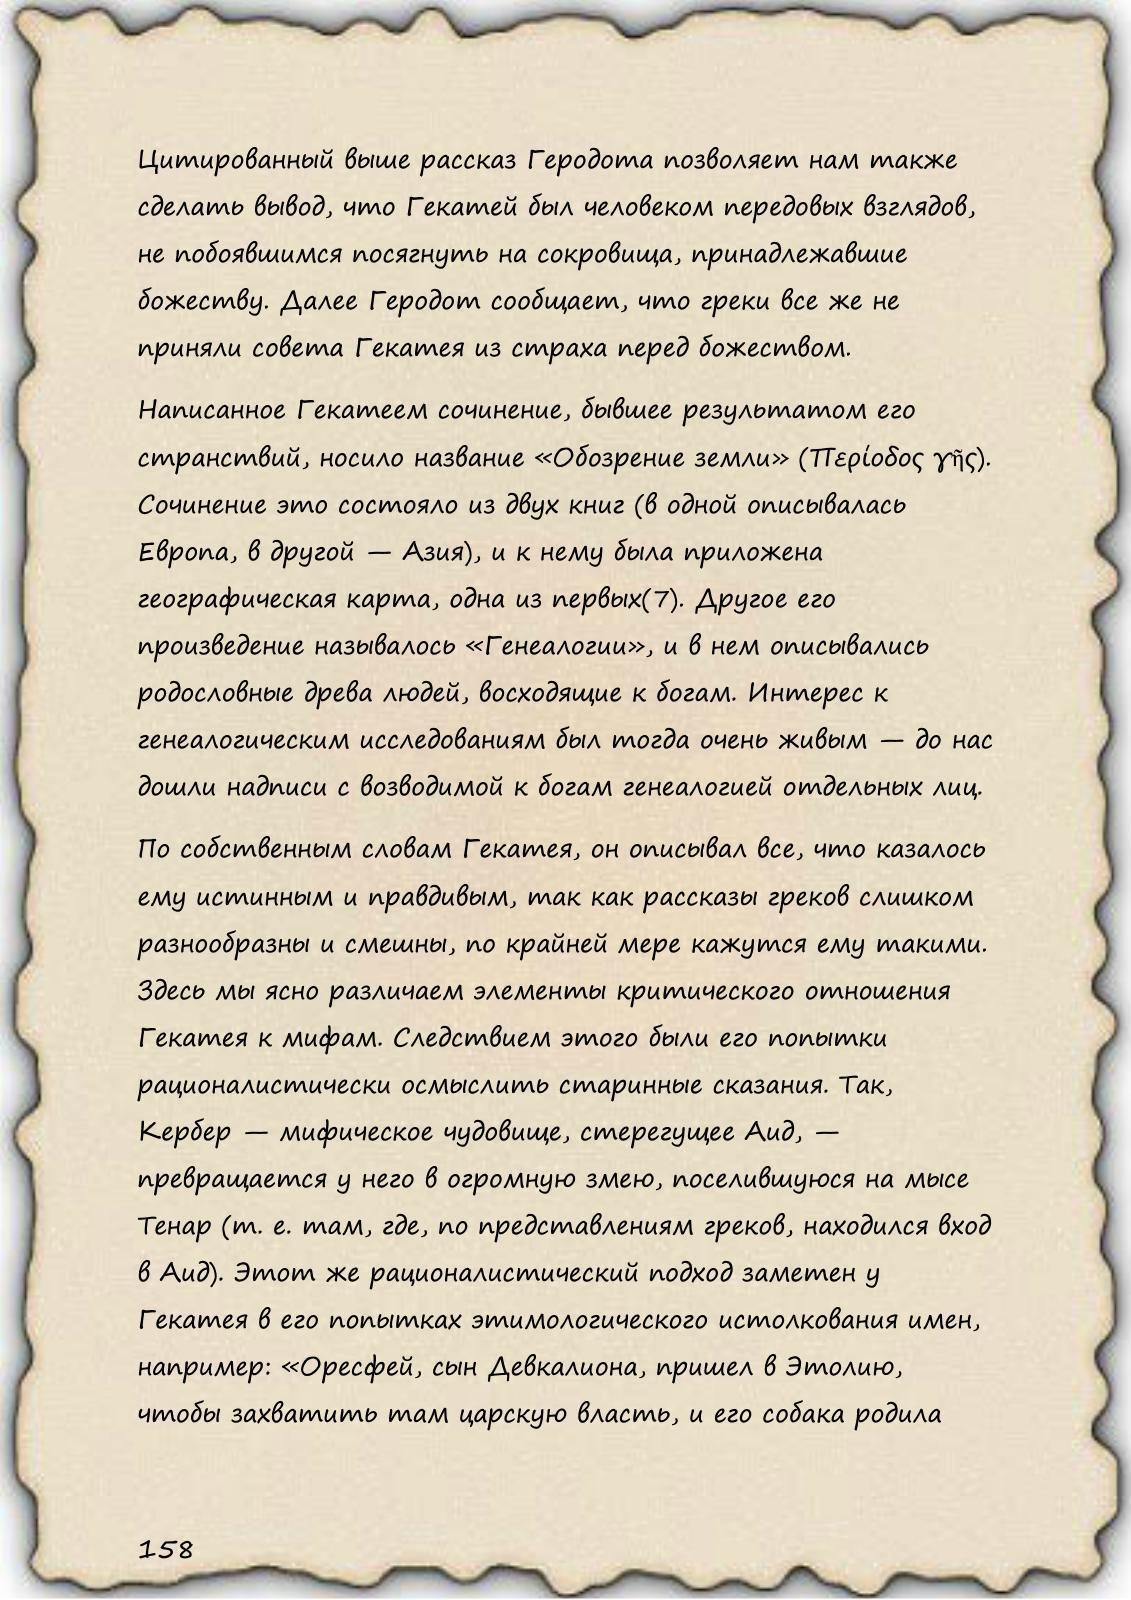 Цитированный выше рассказ Геродота позволяет нам также
сделать вывод, что Гекатей был человеком передовых взглядов,
не побоявшимся посягнуть на сокровища, принадлежавшие
божеству. Далее Геродот сообщает, что греки все же не
приняли совета Гекатея из страха перед божеством.
Написанное Гекатеем сочинение, бывшее результатом его
странствий, носило название «Обозрение земли» (Περίοδος γῆς).
Сочинение это состояло из двух книг (в одной описывалась
Европа, в другой — Азия), и к нему была приложена
географическая карта, одна из первых(7). Другое его
произведение называлось «Генеалогии», и в нем описывались
родословные древа людей, восходящие к богам. Интерес к
генеалогическим исследованиям был тогда очень живым — до нас
дошли надписи с возводимой к богам генеалогией отдельных лиц.
По собственным словам Гекатея, он описывал все, что казалось
ему истинным и правдивым, так как рассказы греков слишком
разнообразны и смешны, по крайней мере кажутся ему такими.
Здесь мы ясно различаем элементы критического отношения
Гекатея к мифам. Следствием этого были его попытки
рационалистически осмыслить старинные сказания. Так,
Кербер — мифическое чудовище, стерегущее Аид, —
превращается у него в огромную змею, поселившуюся на мысе
Тенар (т. е. там, где, по представлениям греков, находился вход
в Аид). Этот же рационалистический подход заметен у
Гекатея в его попытках этимологического истолкования имен,
например: «Оресфей, сын Девкалиона, пришел в Этолию,
чтобы захватить там царскую власть, и его собака родила
158